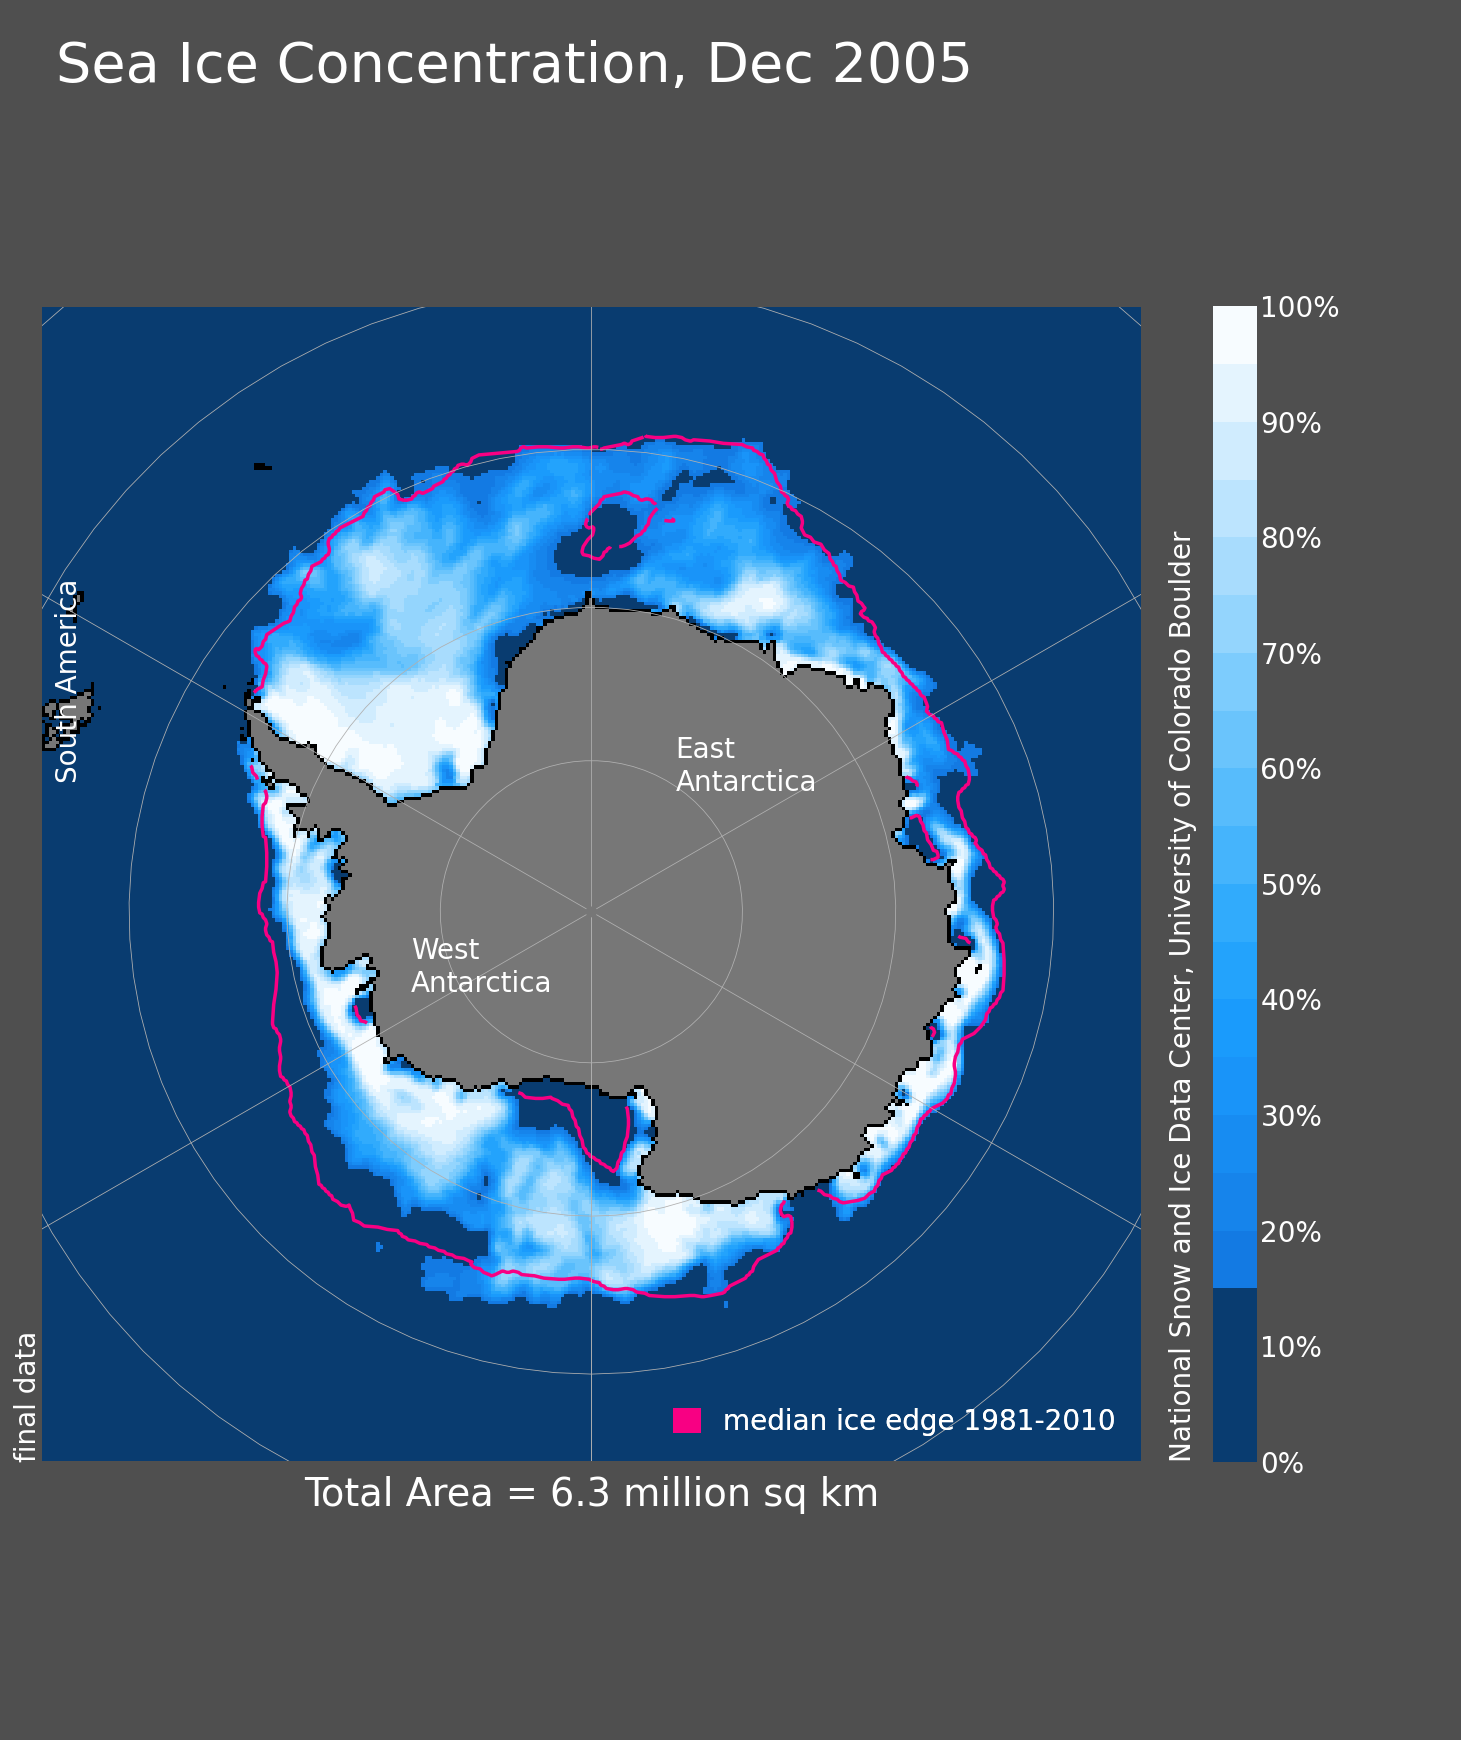 Sea Ice Concentration, Dec 2005
South America
East
Antarctica
West
Antarctica
median ice edge 1981-2010
final data
Total Area = 6.3 million sq km
National Snow and Ice Data Center, University of Colorado Boulder
100%
90%
80%
70%
60%
50%
40%
30%
20%
10%
0%